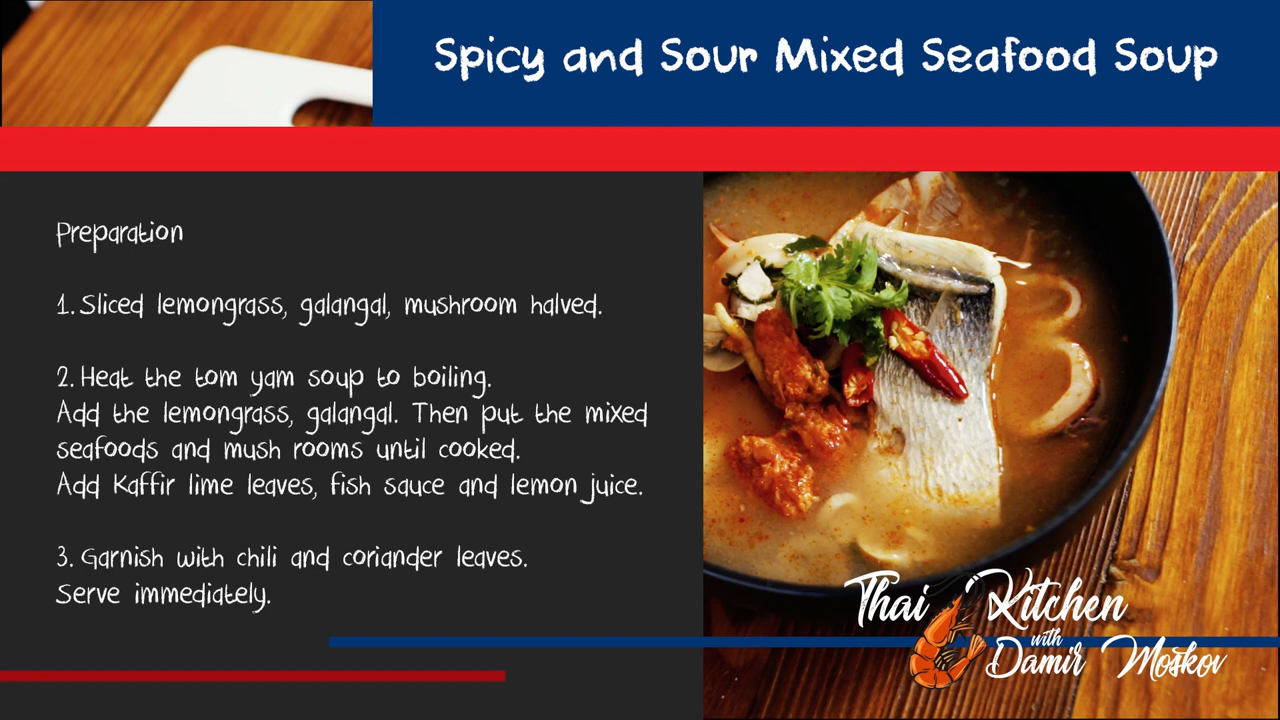 Spicy and Sour Mixed Seafood Soup
Preparation
1. Sliced lemongrass, galangal, mushroom halved.
2. Heat the tom yam soup to boiling.
Add the lemongrass, galangal. Then put the mixed
seafoods and mush rooms until cooked.
Add Kaffir lime leaves, fish sauce and lemon juice.
3. Garnish with chili and coriander leaves.
Serve immediately.
Thai Kitchen
with
Damir Moskov